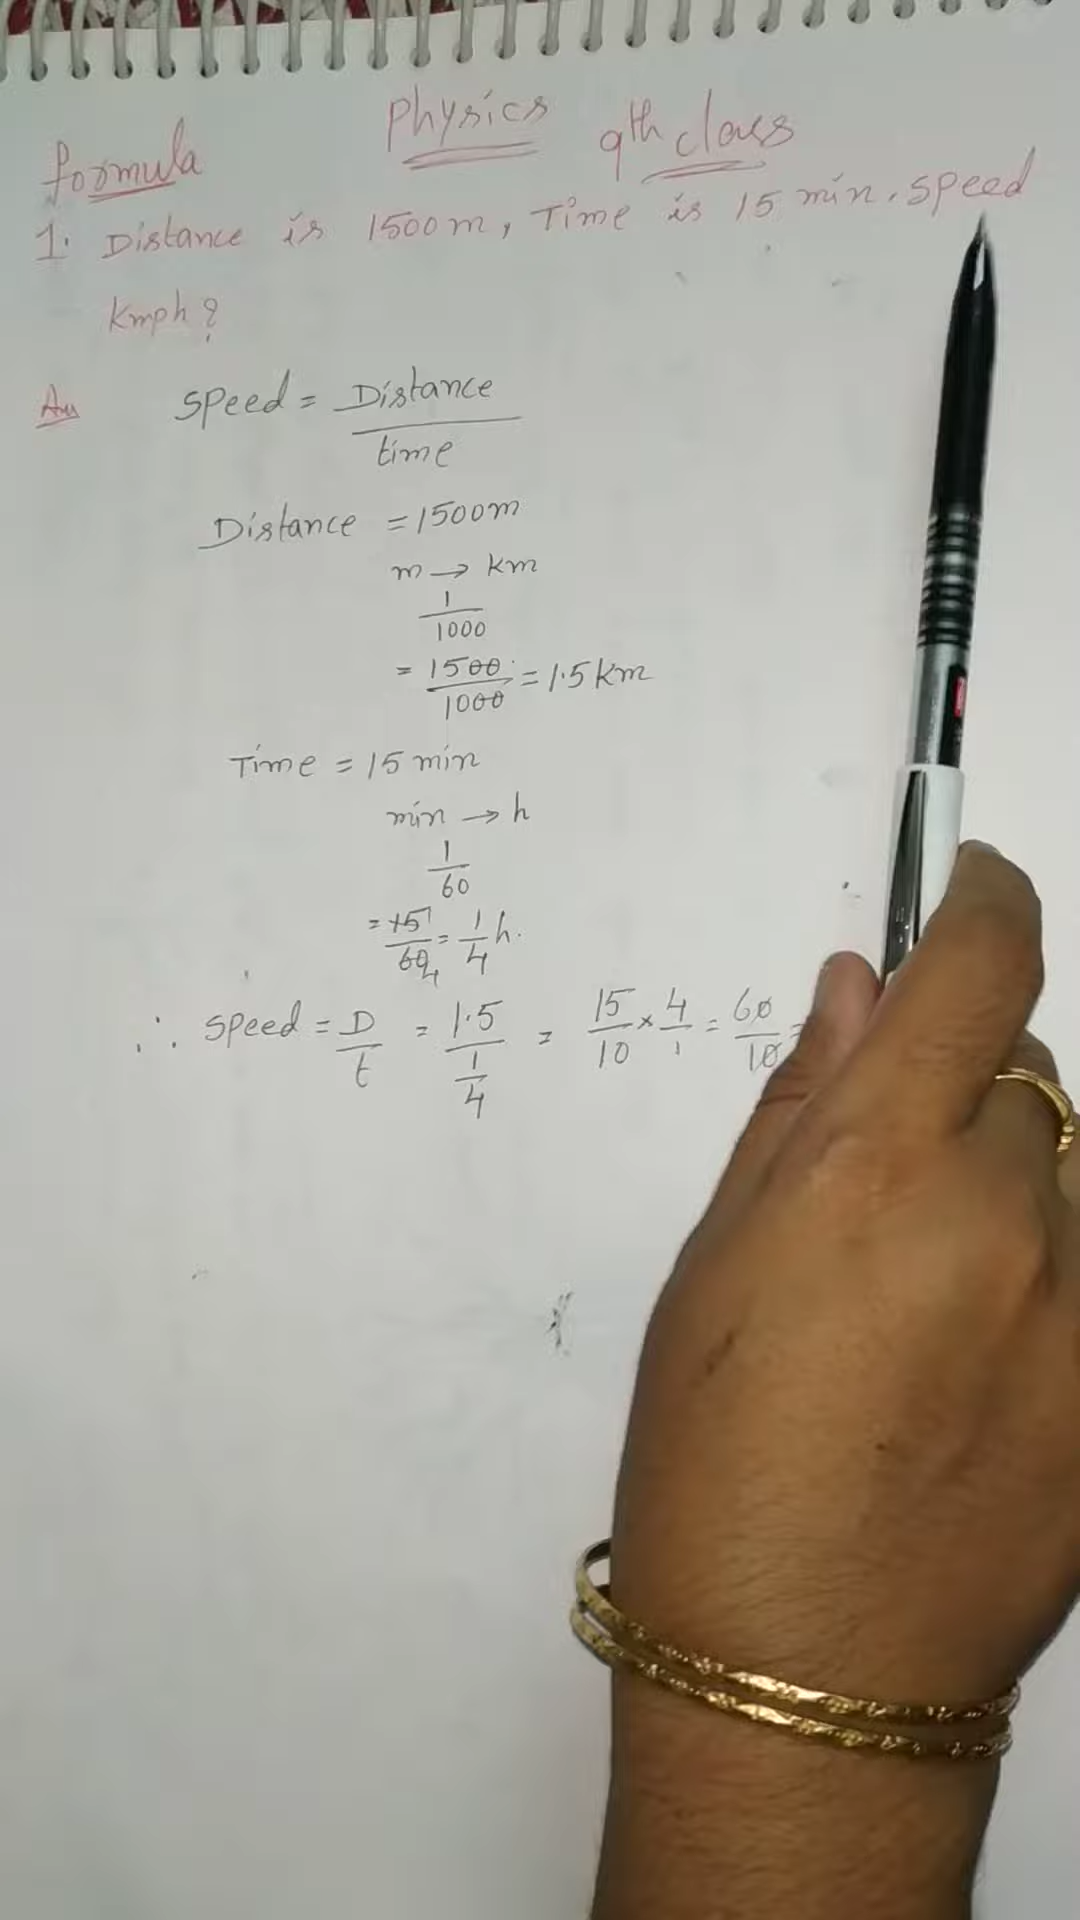 Physics 9th class
formula
1. Distance is 1500m, Time is 15 min. Speed
Kmph?
Ans
Speed = Distance / time
Distance = 1500m
m → km
1/1000
= 1500/1000 = 1.5 km
Time = 15 min
min → h
1/60
= 15/60 = 1/4 h.
∴ Speed = D/t = 1.5 / 1/4 = 15/10 × 4/1 = 60/10 =